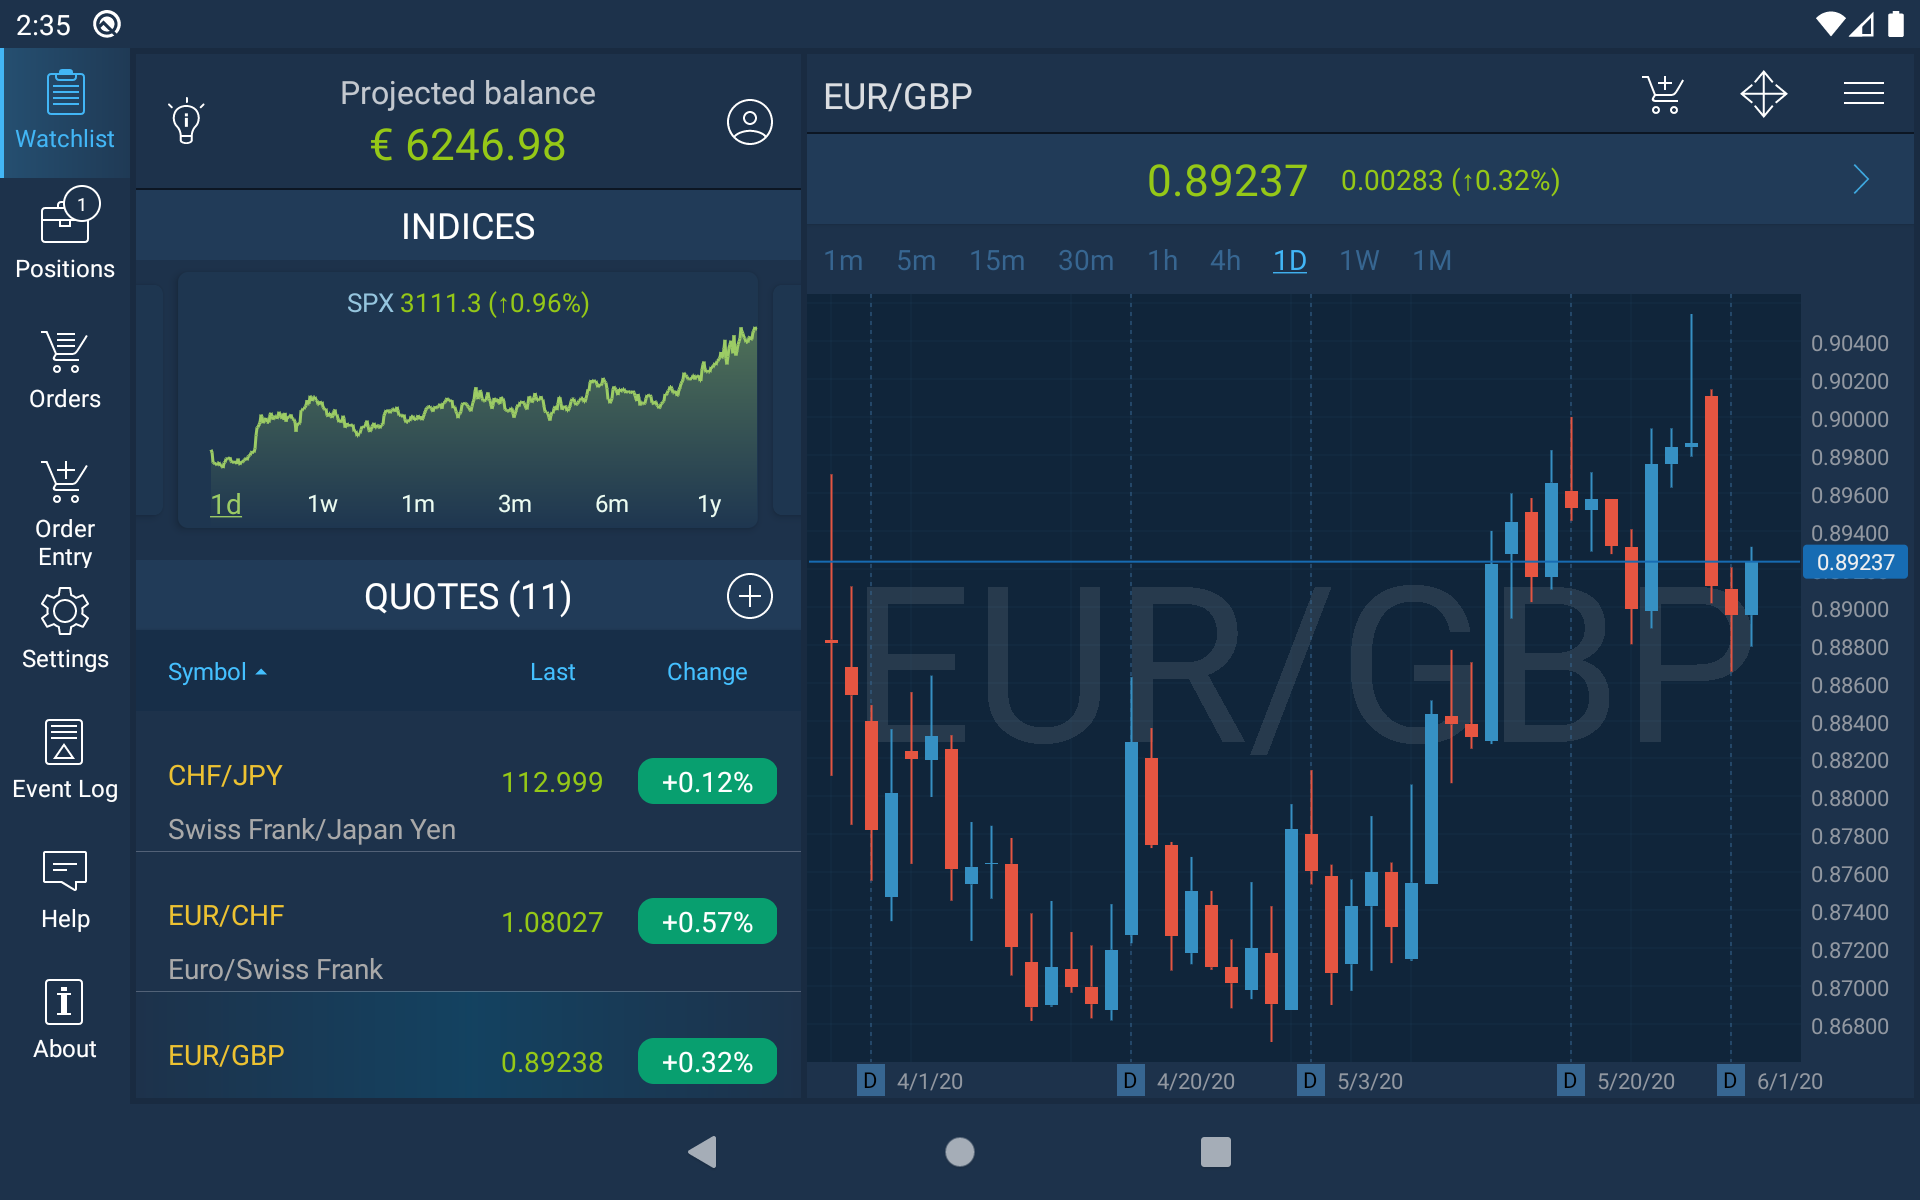 2:35
Watchlist
1
Positions
Orders
Order
Entry
Settings
Event Log
Help
About
Projected balance
€ 6246.98
INDICES
SPX 3111.3 (↑0.96%)
1d 1w 1m 3m 6m 1y
QUOTES (11)
Symbol Last Change
CHF/JPY 112.999 +0.12%
Swiss Frank/Japan Yen
EUR/CHF 1.08027 +0.57%
Euro/Swiss Frank
EUR/GBP 0.89238 +0.32%
EUR/GBP
0.89237 0.00283 (↑0.32%)
1m 5m 15m 30m 1h 4h 1D 1W 1M
EUR/GBP
0.90400
0.90200
0.90000
0.89800
0.89600
0.89400
0.89237
0.89000
0.88800
0.88600
0.88400
0.88200
0.88000
0.87800
0.87600
0.87400
0.87200
0.87000
0.86800
D 4/1/20 D 4/20/20 D 5/3/20 D 5/20/20 D 6/1/20